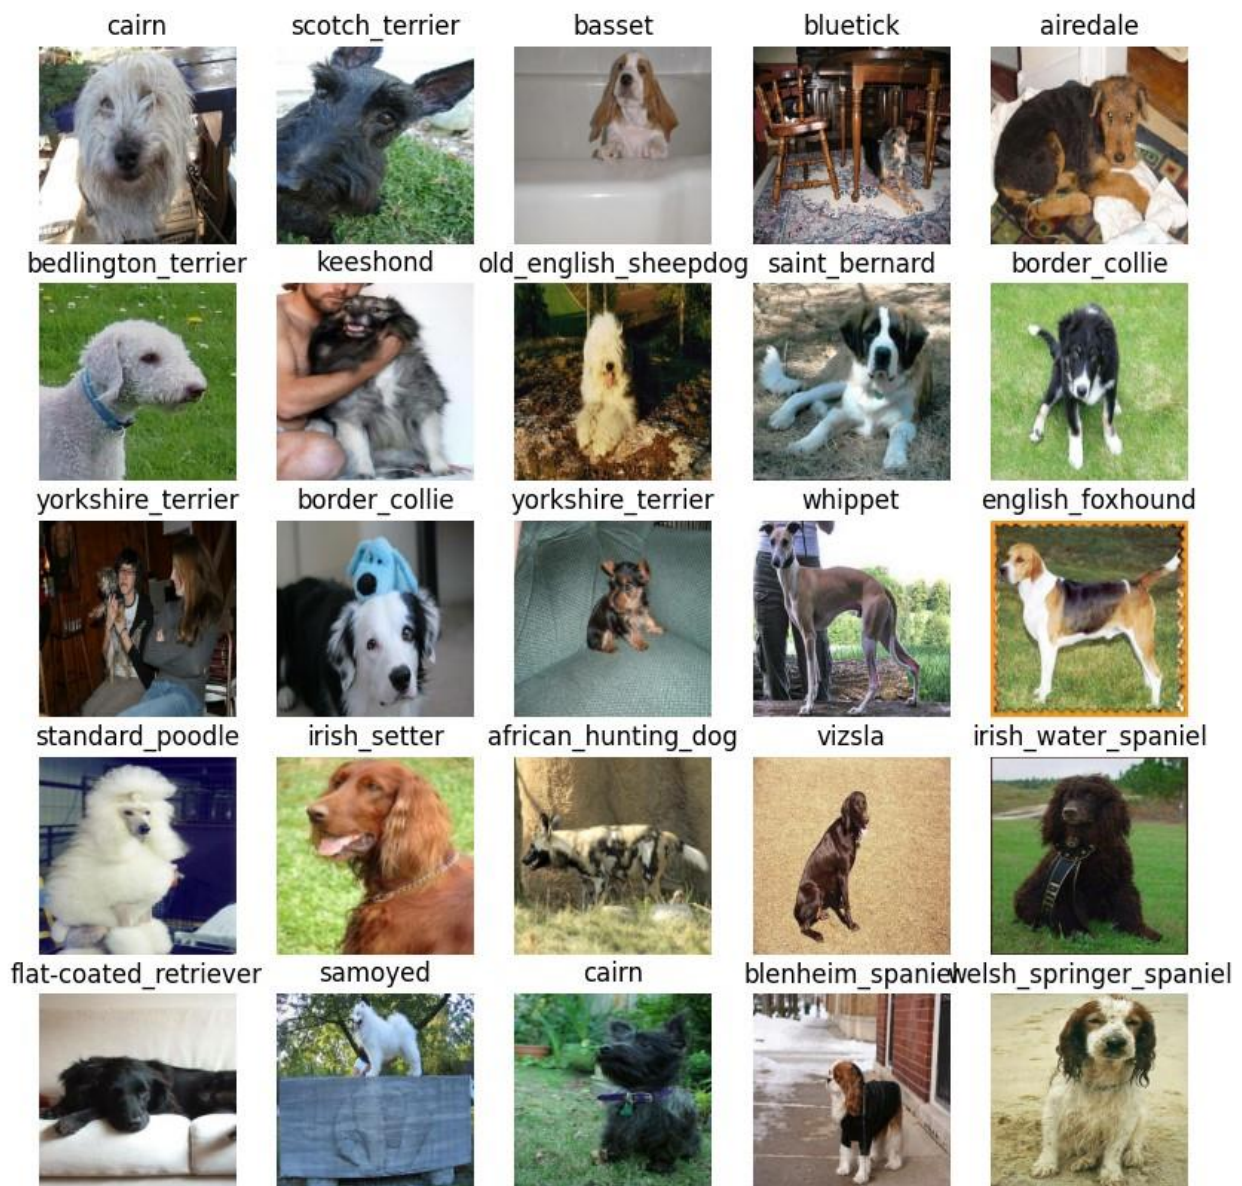 cairn scotch_terrier basset bluetick airedale
bedlington_terrier keeshond old_english_sheepdog saint_bernard border_collie
yorkshire_terrier border_collie yorkshire_terrier whippet english_foxhound
standard_poodle irish_setter african_hunting_dog vizsla irish_water_spaniel
flat-coated_retriever samoyed cairn blenheim_spaniel welsh_springer_spaniel